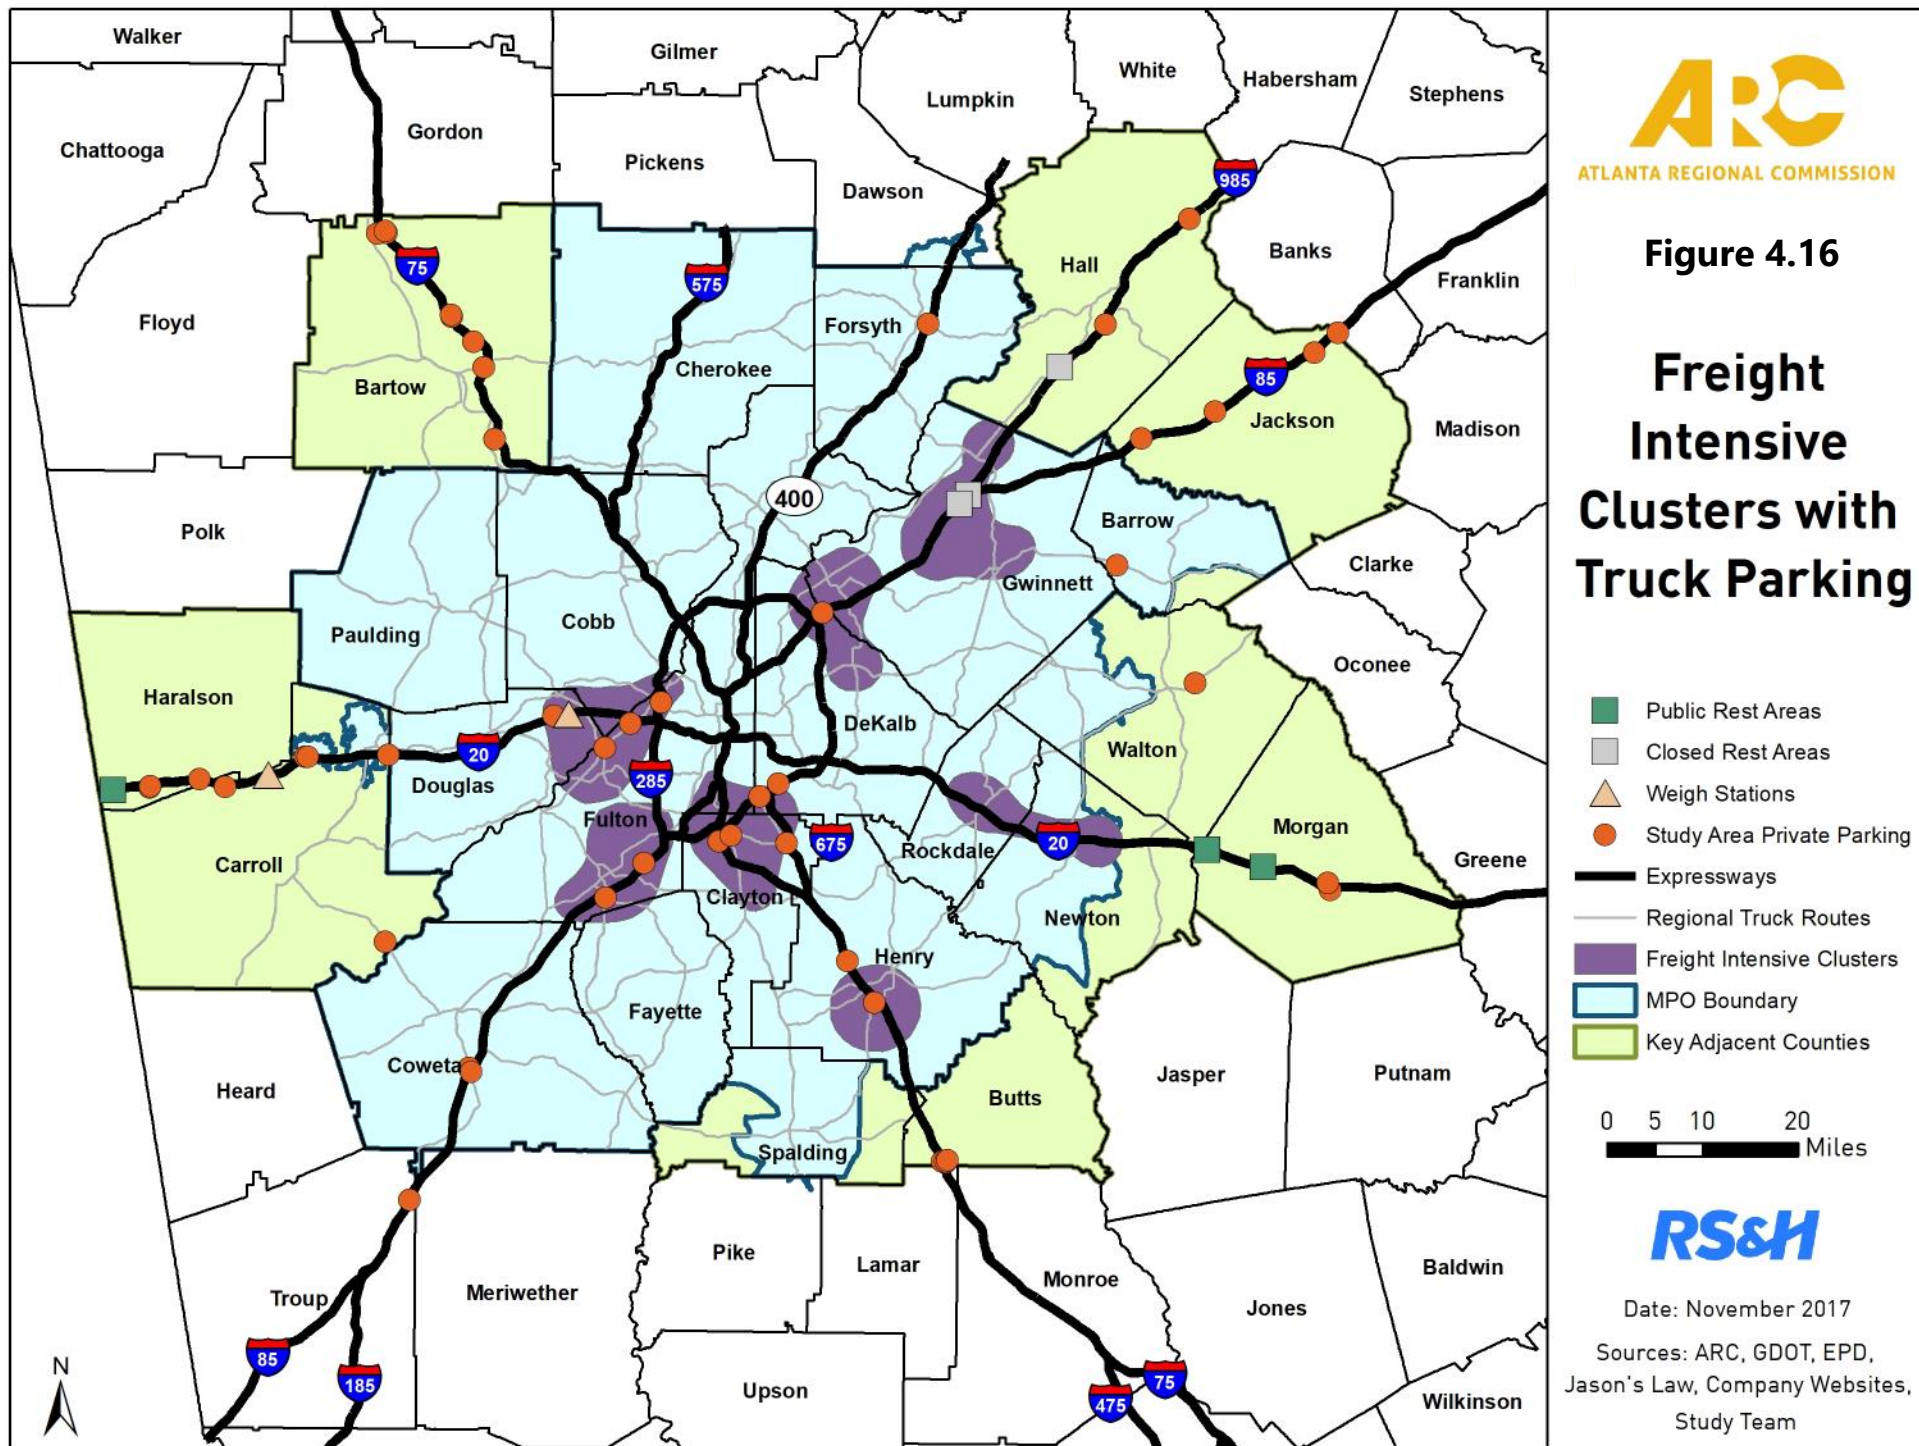 Walker
Gilmer
White
Habersham
Stephens
Lumpkin
Gordon
Chattooga
Pickens
Dawson
985
Banks
Hall
Franklin
75
575
Floyd
Forsyth
Cherokee
85
Bartow
Jackson
Madison
400
Polk
Barrow
Clarke
Gwinnett
Cobb
Paulding
Oconee
Haralson
DeKalb
Walton
20
Douglas
285
Fulton
Morgan
675
20
Rockdale
Greene
Carroll
Clayton
Newton
Henry
Fayette
Coweta
Jasper
Putnam
Heard
Butts
Spalding
Pike
Lamar
Monroe
Baldwin
Meriwether
Troup
Jones
85
185
N
Upson
75
475
Wilkinson
ARC
ATLANTA REGIONAL COMMISSION
Figure 4.16
Freight
Intensive
Clusters with
Truck Parking
Public Rest Areas
Closed Rest Areas
Weigh Stations
Study Area Private Parking
Expressways
Regional Truck Routes
Freight Intensive Clusters
MPO Boundary
Key Adjacent Counties
0 5 10 20
Miles
RS&H
Date: November 2017
Sources: ARC, GDOT, EPD,
Jason's Law, Company Websites,
Study Team